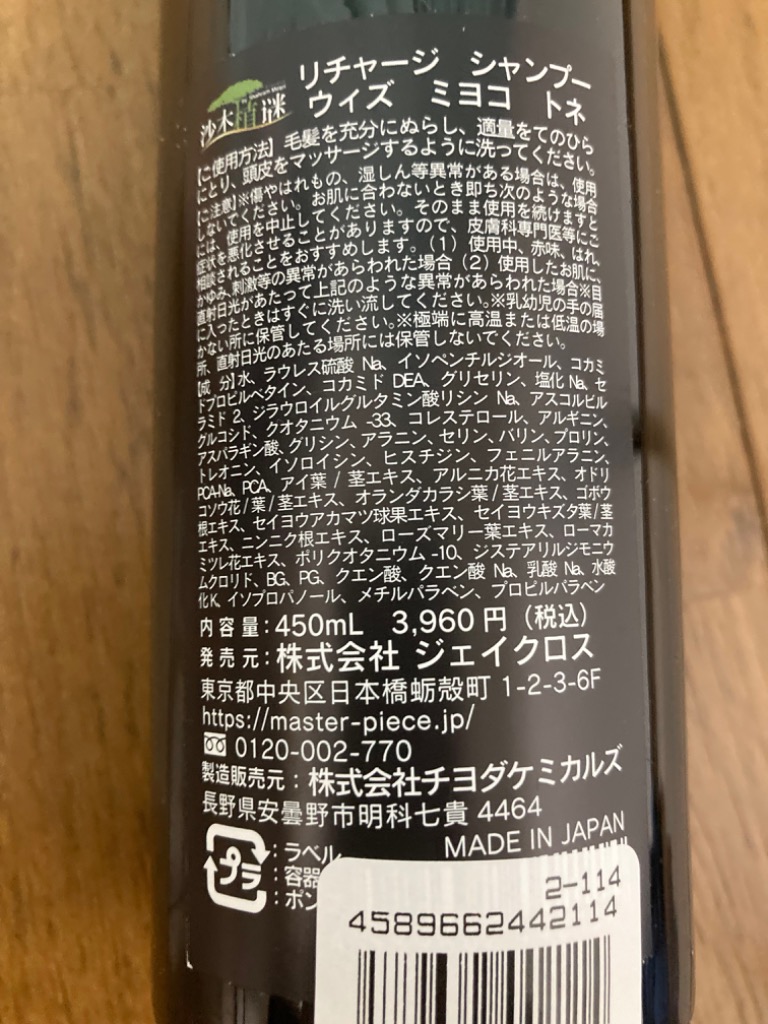 沙木植谜
リチャージ シャンプー
ウィズ ミヨコ トネ
【ご使用方法】毛髪を充分にぬらし、適量をてのひら
にとり、頭皮をマッサージするように洗ってください。
【ご注意】※傷やはれもの、湿しん等異常がある場合は、使用
しないでください。お肌に合わないとき即ち次のような場合
には、使用を中止してください。そのまま使用を続けますと
症状を悪化させることがありますので、皮膚科専門医等にご
相談されることをおすすめします。(1)使用中、赤味、はれ、
かゆみ、刺激等の異常があらわれた場合(2)使用したお肌に、
直射日光があたって上記のような異常があらわれた場合※目
に入ったときはすぐに洗い流してください。※乳幼児の手の届
かない所に保管してください。※極端に高温または低温の場
所、直射日光のあたる場所には保管しないでください。
【成 分】水、ラウレス硫酸 Na、イソペンチルジオール、コカミ
ドプロピルベタイン、コカミド DEA、グリセリン、塩化 Na、セ
ラミド 2、ジラウロイルグルタミン酸リシン Na、アスコルビル
グルコシド、クオタニウム -33、コレステロール、アルギニン、
アスパラギン酸、グリシン、アラニン、セリン、バリン、プロリン、
トレオニン、イソロイシン、ヒスチジン、フェニルアラニン、
PCA-Na、PCA、アイ葉 / 茎エキス、アルニカ花エキス、オドリ
コソウ花 / 葉 / 茎エキス、オランダカラシ葉 / 茎エキス、ゴボウ
根エキス、セイヨウアカマツ球果エキス、セイヨウキズタ葉/茎
エキス、ニンニク根エキス、ローズマリー葉エキス、ローマカ
ミツレ花エキス、ポリクオタニウム -10、ジステアリルジモニウ
ムクロリド、BG、PG、クエン酸、クエン酸 Na、乳酸 Na、水酸
化 K、イソプロパノール、メチルパラベン、プロピルパラベン
内 容 量：450mL 3,960 円（税込）
発 売 元：株式会社 ジェイクロス
東京都中央区日本橋蛎殻町 1-2-3-6F
https://master-piece.jp/
0120-002-770
製造販売元：株式会社チヨダケミカルズ
長野県安曇野市明科七貴 4464
MADE IN JAPAN
プラ
：ラベル
：容器
：ポン
2-114
4589662442114